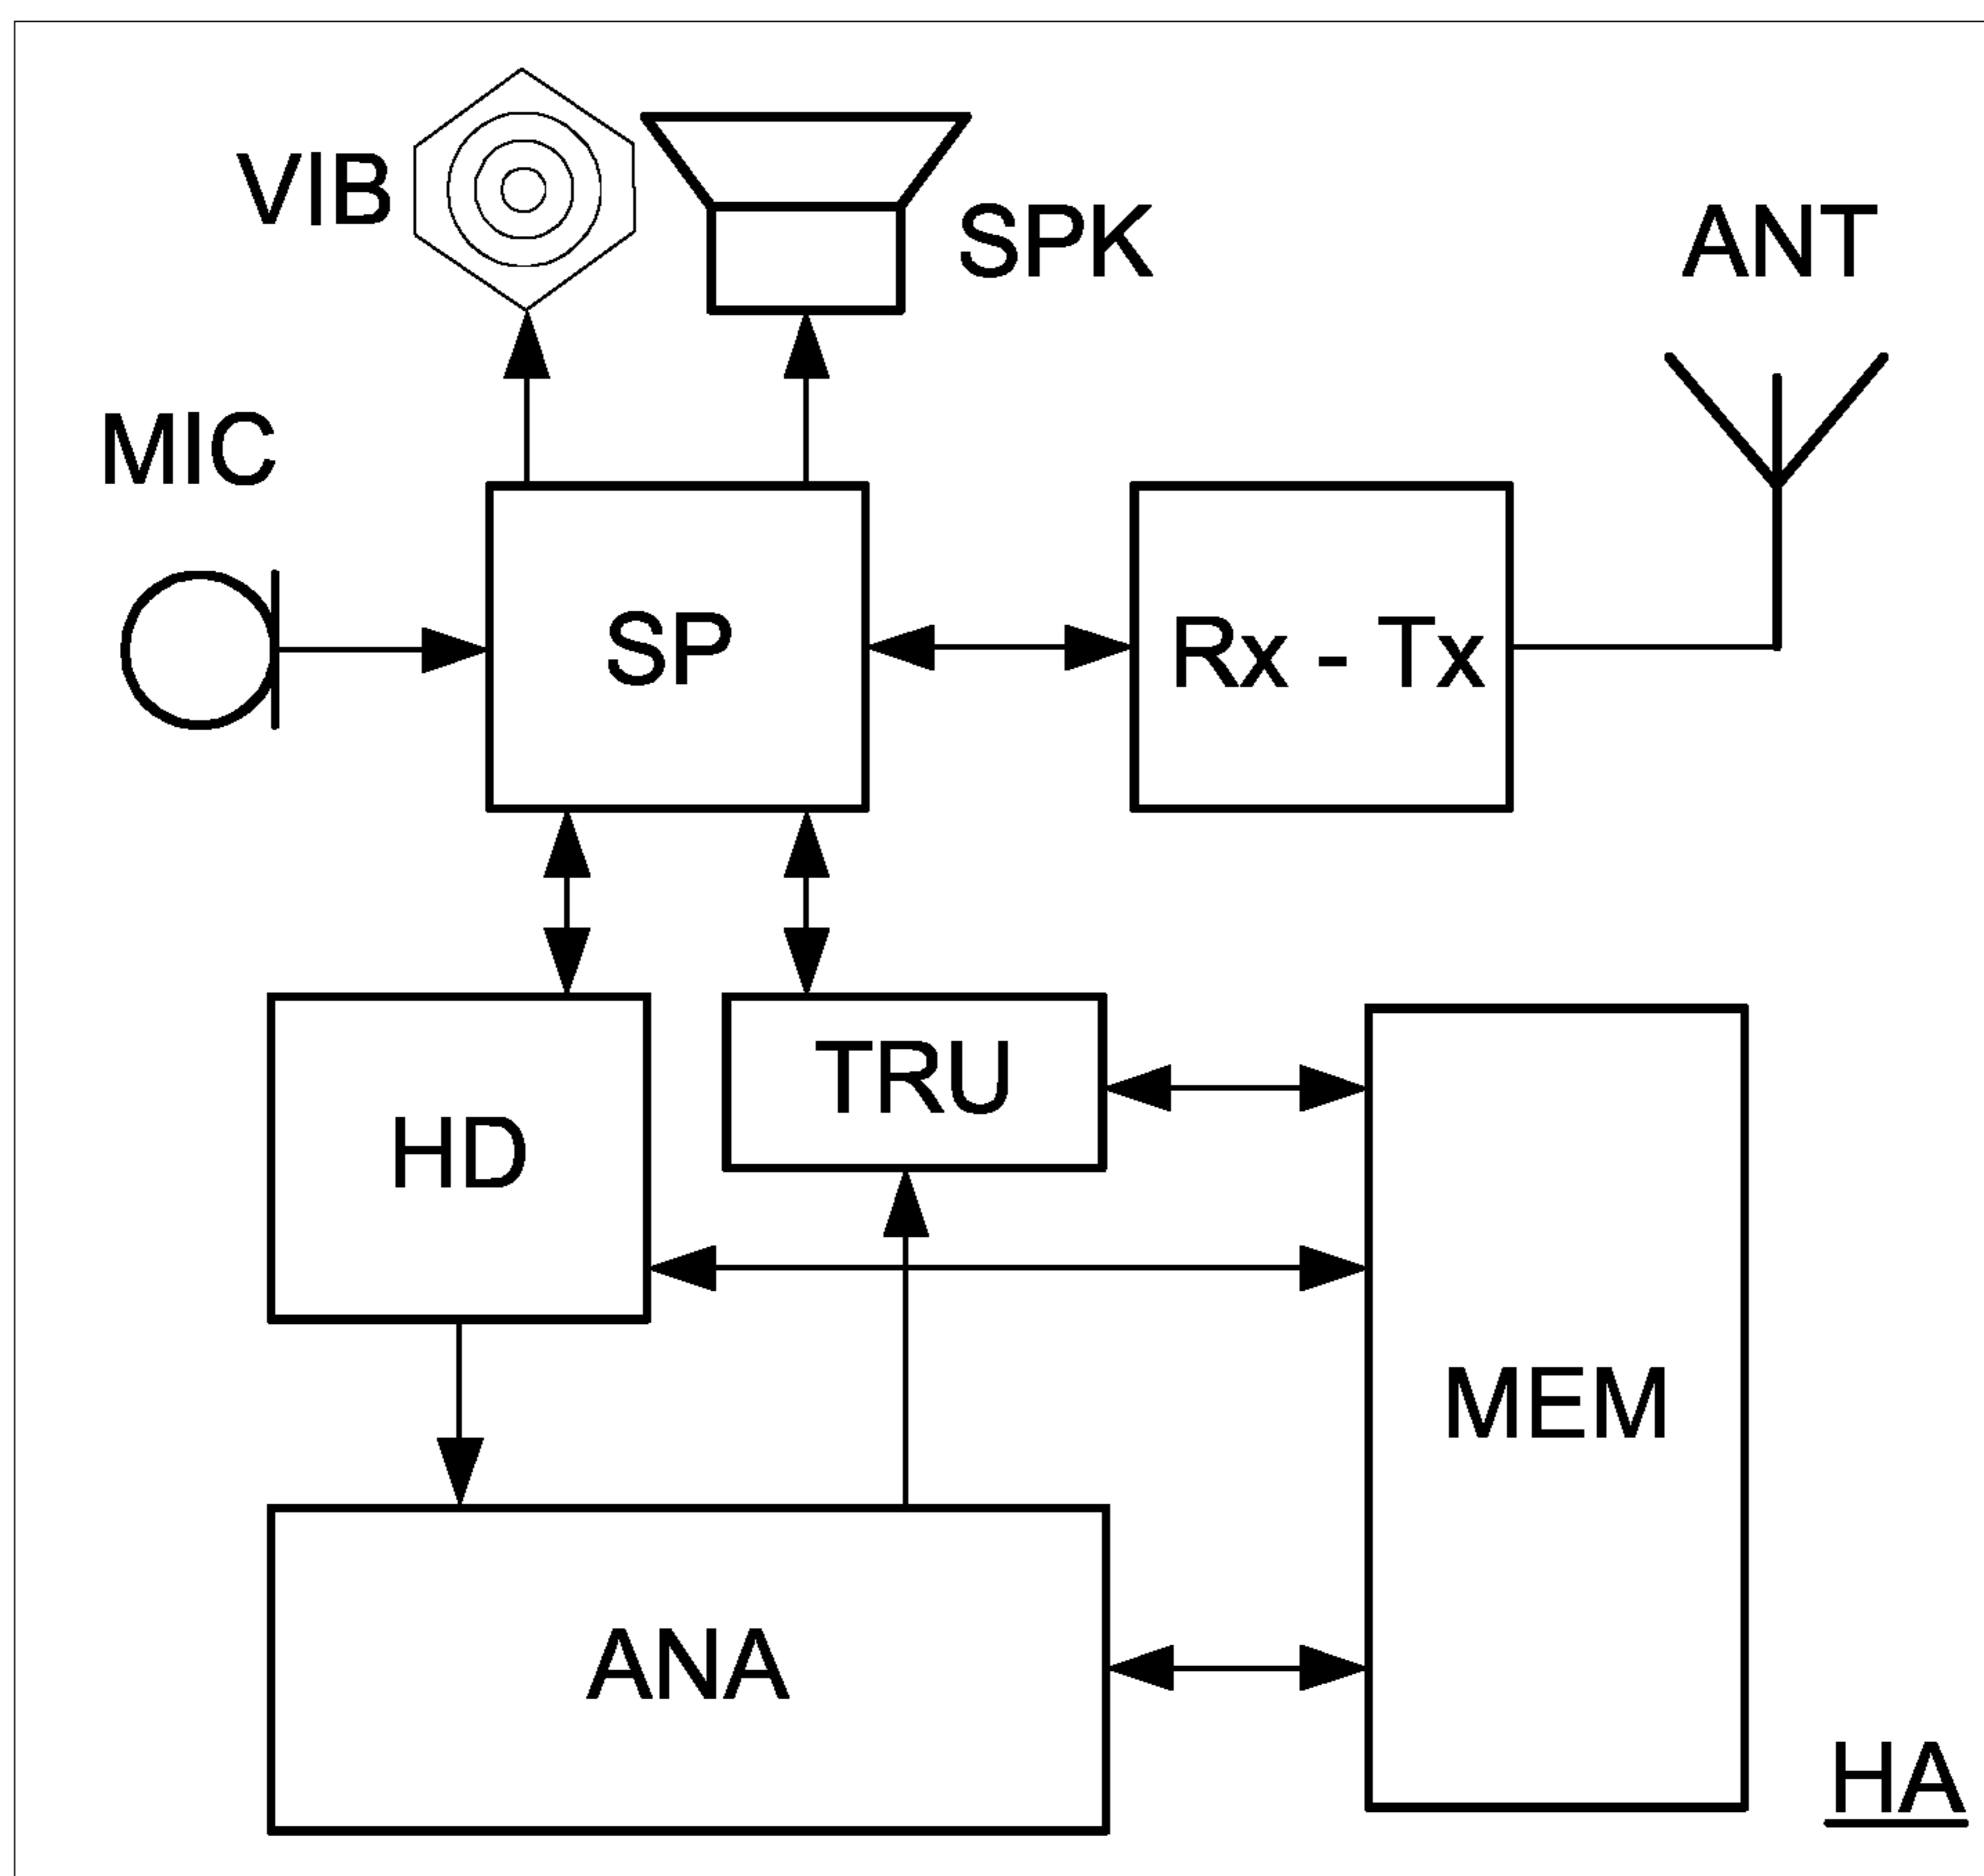 VIB
SPK
ANT
MIC
SP
Rx - Tx
TRU
HD
MEM
ANA
HA